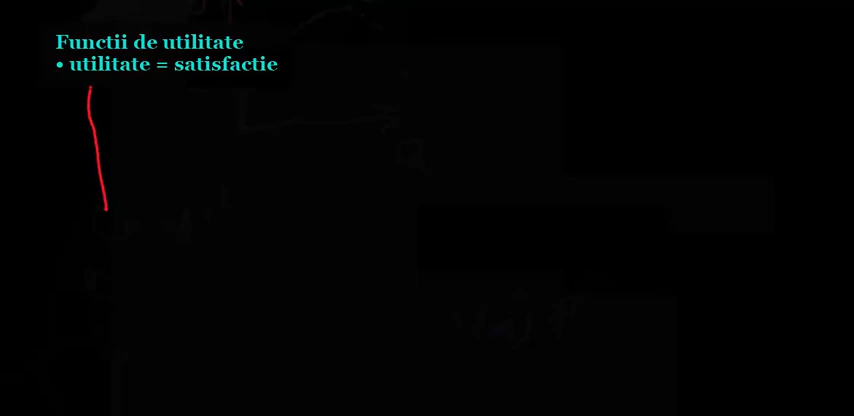 Functii de utilitate
• utilitate = satisfactie